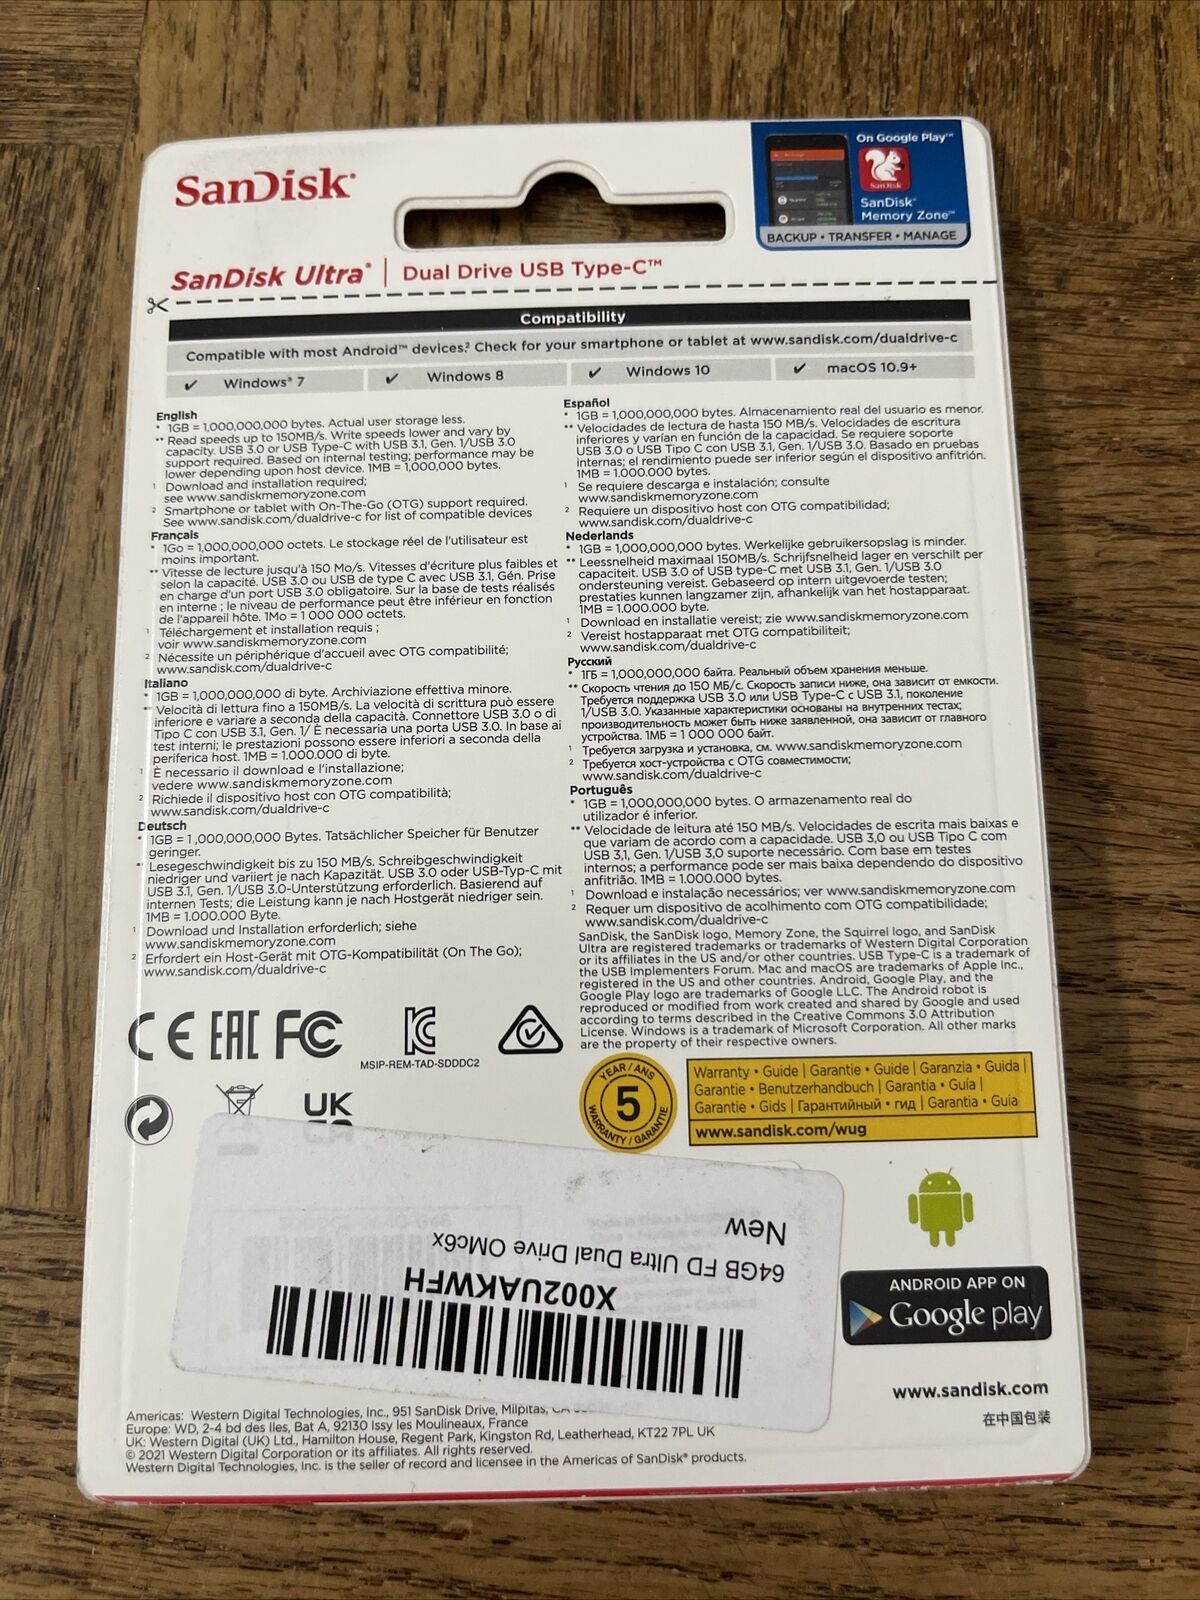 SanDisk®
On Google Play™
SanDisk
SanDisk®
Memory Zone™
BACKUP • TRANSFER • MANAGE
SanDisk Ultra® | Dual Drive USB Type-C™
Compatibility
Compatible with most Android™ devices.² Check for your smartphone or tablet at www.sandisk.com/dualdrive-c
✓ Windows® 7 ✓ Windows 8 ✓ Windows 10 ✓ macOS 10.9+
English
* 1GB = 1,000,000,000 bytes. Actual user storage less.
** Read speeds up to 150MB/s. Write speeds lower and vary by
capacity. USB 3.0 or USB Type-C with USB 3.1, Gen. 1/USB 3.0
support required. Based on internal testing; performance may be
lower depending upon host device. 1MB = 1,000,000 bytes.
¹ Download and installation required;
see www.sandiskmemoryzone.com
² Smartphone or tablet with On-The-Go (OTG) support required.
See www.sandisk.com/dualdrive-c for list of compatible devices
Français
* 1Go = 1,000,000,000 octets. Le stockage réel de l'utilisateur est
moins important.
** Vitesse de lecture jusqu'à 150 Mo/s. Vitesses d'écriture plus faibles et
selon la capacité. USB 3.0 ou USB de type C avec USB 3.1, Gén. Prise
en charge d'un port USB 3.0 obligatoire. Sur la base de tests réalisés
en interne ; le niveau de performance peut être inférieur en fonction
de l'appareil hôte. 1Mo = 1 000 000 octets.
¹ Téléchargement et installation requis ;
voir www.sandiskmemoryzone.com
² Nécessite un périphérique d'accueil avec OTG compatibilité;
www.sandisk.com/dualdrive-c
Italiano
* 1GB = 1,000,000,000 di byte. Archiviazione effettiva minore.
** Velocità di lettura fino a 150MB/s. La velocità di scrittura può essere
inferiore e variare a seconda della capacità. Connettore USB 3.0 o di
Tipo C con USB 3.1, Gen. 1/ È necessaria una porta USB 3.0. In base ai
test interni; le prestazioni possono essere inferiori a seconda della
periferica host. 1MB = 1.000.000 di byte.
¹ È necessario il download e l'installazione;
vedere www.sandiskmemoryzone.com
² Richiede il dispositivo host con OTG compatibilità;
www.sandisk.com/dualdrive-c
Deutsch
* 1GB = 1,000,000,000 Bytes. Tatsächlicher Speicher für Benutzer
geringer.
** Lesegeschwindigkeit bis zu 150 MB/s. Schreibgeschwindigkeit
niedriger und variiert je nach Kapazität. USB 3.0 oder USB-Typ-C mit
USB 3.1, Gen. 1/USB 3.0-Unterstützung erforderlich. Basierend auf
internen Tests; die Leistung kann je nach Hostgerät niedriger sein.
1MB = 1.000.000 Byte.
¹ Download und Installation erforderlich; siehe
www.sandiskmemoryzone.com
² Erfordert ein Host-Gerät mit OTG-Kompatibilität (On The Go);
www.sandisk.com/dualdrive-c
Español
* 1GB = 1,000,000,000 bytes. Almacenamiento real del usuario es menor.
** Velocidades de lectura de hasta 150 MB/s. Velocidades de escritura
inferiores y varían en función de la capacidad. Se requiere soporte
USB 3.0 o USB Tipo C con USB 3.1, Gen. 1/USB 3.0. Basado en pruebas
internas; el rendimiento puede ser inferior según el dispositivo anfitrión.
1MB = 1.000.000 bytes.
¹ Se requiere descarga e instalación; consulte
www.sandiskmemoryzone.com
² Requiere un dispositivo host con OTG compatibilidad;
www.sandisk.com/dualdrive-c
Nederlands
* 1GB = 1,000,000,000 bytes. Werkelijke gebruikersopslag is minder.
** Leessnelheid maximaal 150MB/s. Schrijfsnelheid lager en verschilt per
capaciteit. USB 3.0 of USB type-C met USB 3.1, Gen. 1/USB 3.0
ondersteuning vereist. Gebaseerd op intern uitgevoerde testen;
prestaties kunnen langzamer zijn, afhankelijk van het hostapparaat.
1MB = 1.000.000 byte.
¹ Download en installatie vereist; zie www.sandiskmemoryzone.com
² Vereist hostapparaat met OTG compatibiliteit;
www.sandisk.com/dualdrive-c
Русский
* 1ГБ = 1,000,000,000 байта. Реальный объем хранения меньше.
** Скорость чтения до 150 МБ/с. Скорость записи ниже, она зависит от емкости.
Требуется поддержка USB 3.0 или USB Type-C с USB 3.1, поколение
1/USB 3.0. Указанные характеристики основаны на внутренних тестах;
производительность может быть ниже заявленной, она зависит от главного
устройства. 1МБ = 1 000 000 байт.
¹ Требуется загрузка и установка, см. www.sandiskmemoryzone.com
² Требуется хост-устройства с OTG совместимости;
www.sandisk.com/dualdrive-c
Português
* 1GB = 1,000,000,000 bytes. O armazenamento real do
utilizador é inferior.
** Velocidade de leitura até 150 MB/s. Velocidades de escrita mais baixas e
que variam de acordo com a capacidade. USB 3,0 ou USB Tipo C com
USB 3,1, Gen. 1/USB 3,0 suporte necessário. Com base em testes
internos; a performance pode ser mais baixa dependendo do dispositivo
anfitrião. 1MB = 1.000.000 bytes.
¹ Download e instalação necessários; ver www.sandiskmemoryzone.com
² Requer um dispositivo de acolhimento com OTG compatibilidade;
www.sandisk.com/dualdrive-c
SanDisk, the SanDisk logo, Memory Zone, the Squirrel logo, and SanDisk
Ultra are registered trademarks or trademarks of Western Digital Corporation
or its affiliates in the US and/or other countries. USB Type-C is a trademark of
the USB Implementers Forum. Mac and macOS are trademarks of Apple Inc.,
registered in the US and other countries. Android, Google Play, and the
Google Play logo are trademarks of Google LLC. The Android robot is
reproduced or modified from work created and shared by Google and used
according to terms described in the Creative Commons 3.0 Attribution
License. Windows is a trademark of Microsoft Corporation. All other marks
are the property of their respective owners.
CE EAC FC
MSIP-REM-TAD-SDDDC2
UK
YEAR/ANS
5
WARRANTY/GARANTIE
Warranty • Guide | Garantie • Guide | Garanzia • Guida |
Garantie • Benutzerhandbuch | Garantía • Guía |
Garantie • Gids | Гарантийный • гид | Garantia • Guia
www.sandisk.com/wug
X002UAKWFH
64GB FD Ultra Dual Drive OMc6x
New
ANDROID APP ON
Google play
www.sandisk.com
在中国包装
Americas: Western Digital Technologies, Inc., 951 SanDisk Drive, Milpitas,
Europe: WD, 2-4 bd des Iles, Bat A, 92130 Issy les Moulineaux, France
UK: Western Digital (UK) Ltd., Hamilton House, Regent Park, Kingston Rd, Leatherhead, KT22 7PL UK
© 2021 Western Digital Corporation or its affiliates. All rights reserved.
Western Digital Technologies, Inc. is the seller of record and licensee in the Americas of SanDisk® products.